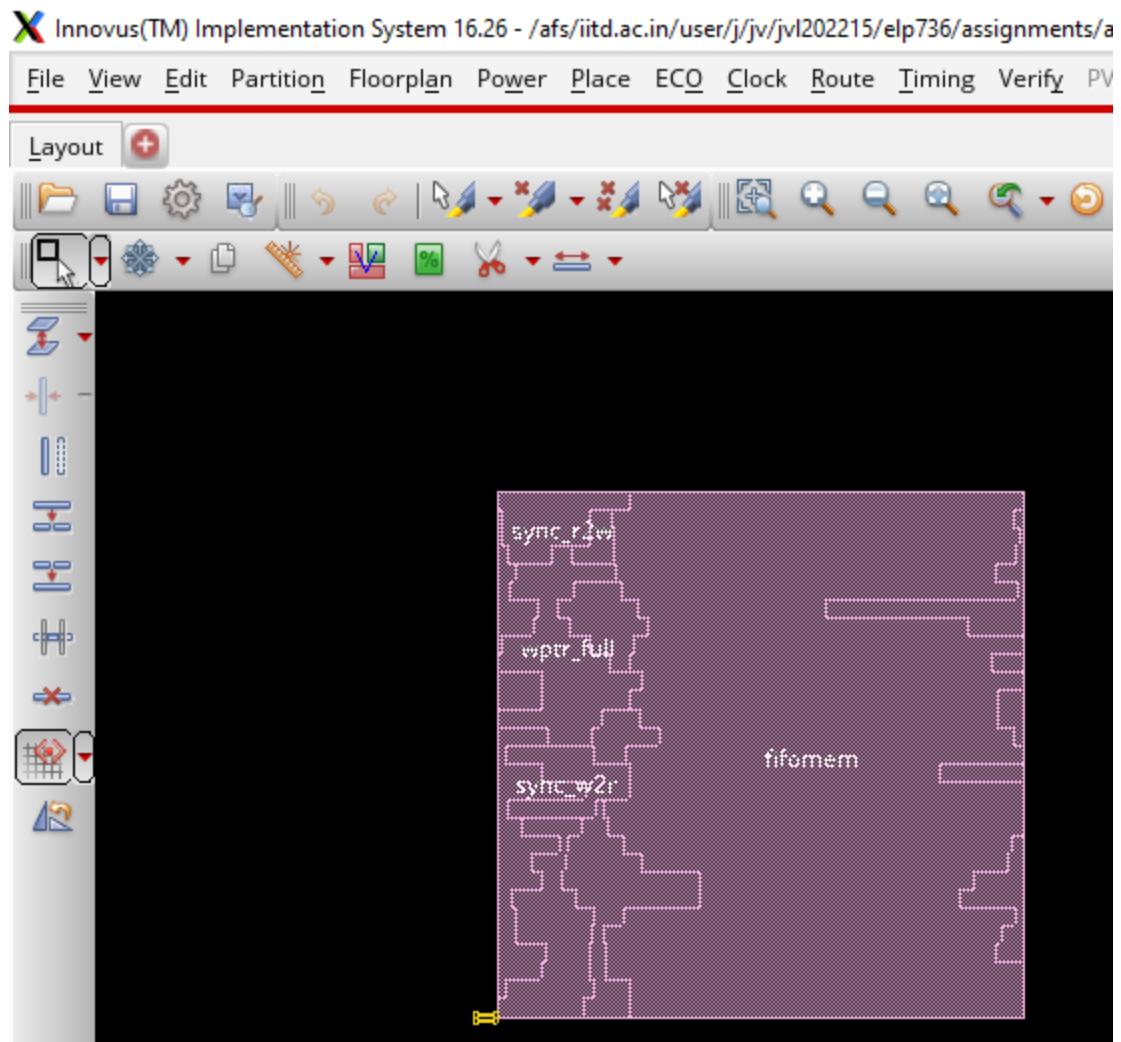 Innovus(TM) Implementation System 16.26 - /afs/iitd.ac.in/user/j/jv/jvl202215/elp736/assignments/a
File View Edit Partition Floorplan Power Place ECO Clock Route Timing Verify PV
Layout
%
sync_r2w
wptr_full
fifomem
sync_w2r